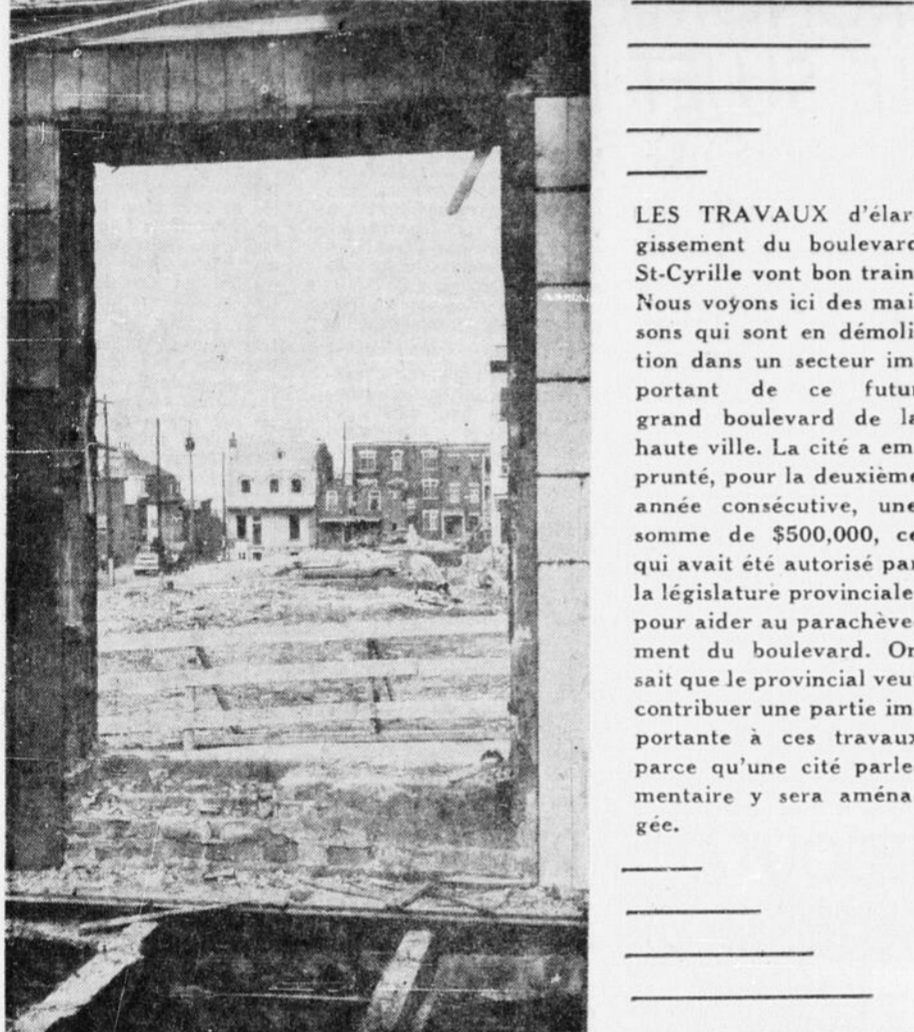 LES TRAVAUX d'élar
gissement du boulevard
St-Cyrille vont bon train
Nous voyons ici des mai
sons qui sont en démoli
tion dans un secteur im
portant de ce futur
grand boulevard de la
haute ville. La cité a em
prunté, pour la deuxième
année consécutive, une
somme de $500,000, ce
qui avait été autorisé par
la législature provinciale
pour aider au parachève
ment du boulevard. On
sait que le provincial veut
contribuer une partie im
portante à ces travaux
parce qu'une cité parle
mentaire y sera aména
gée.